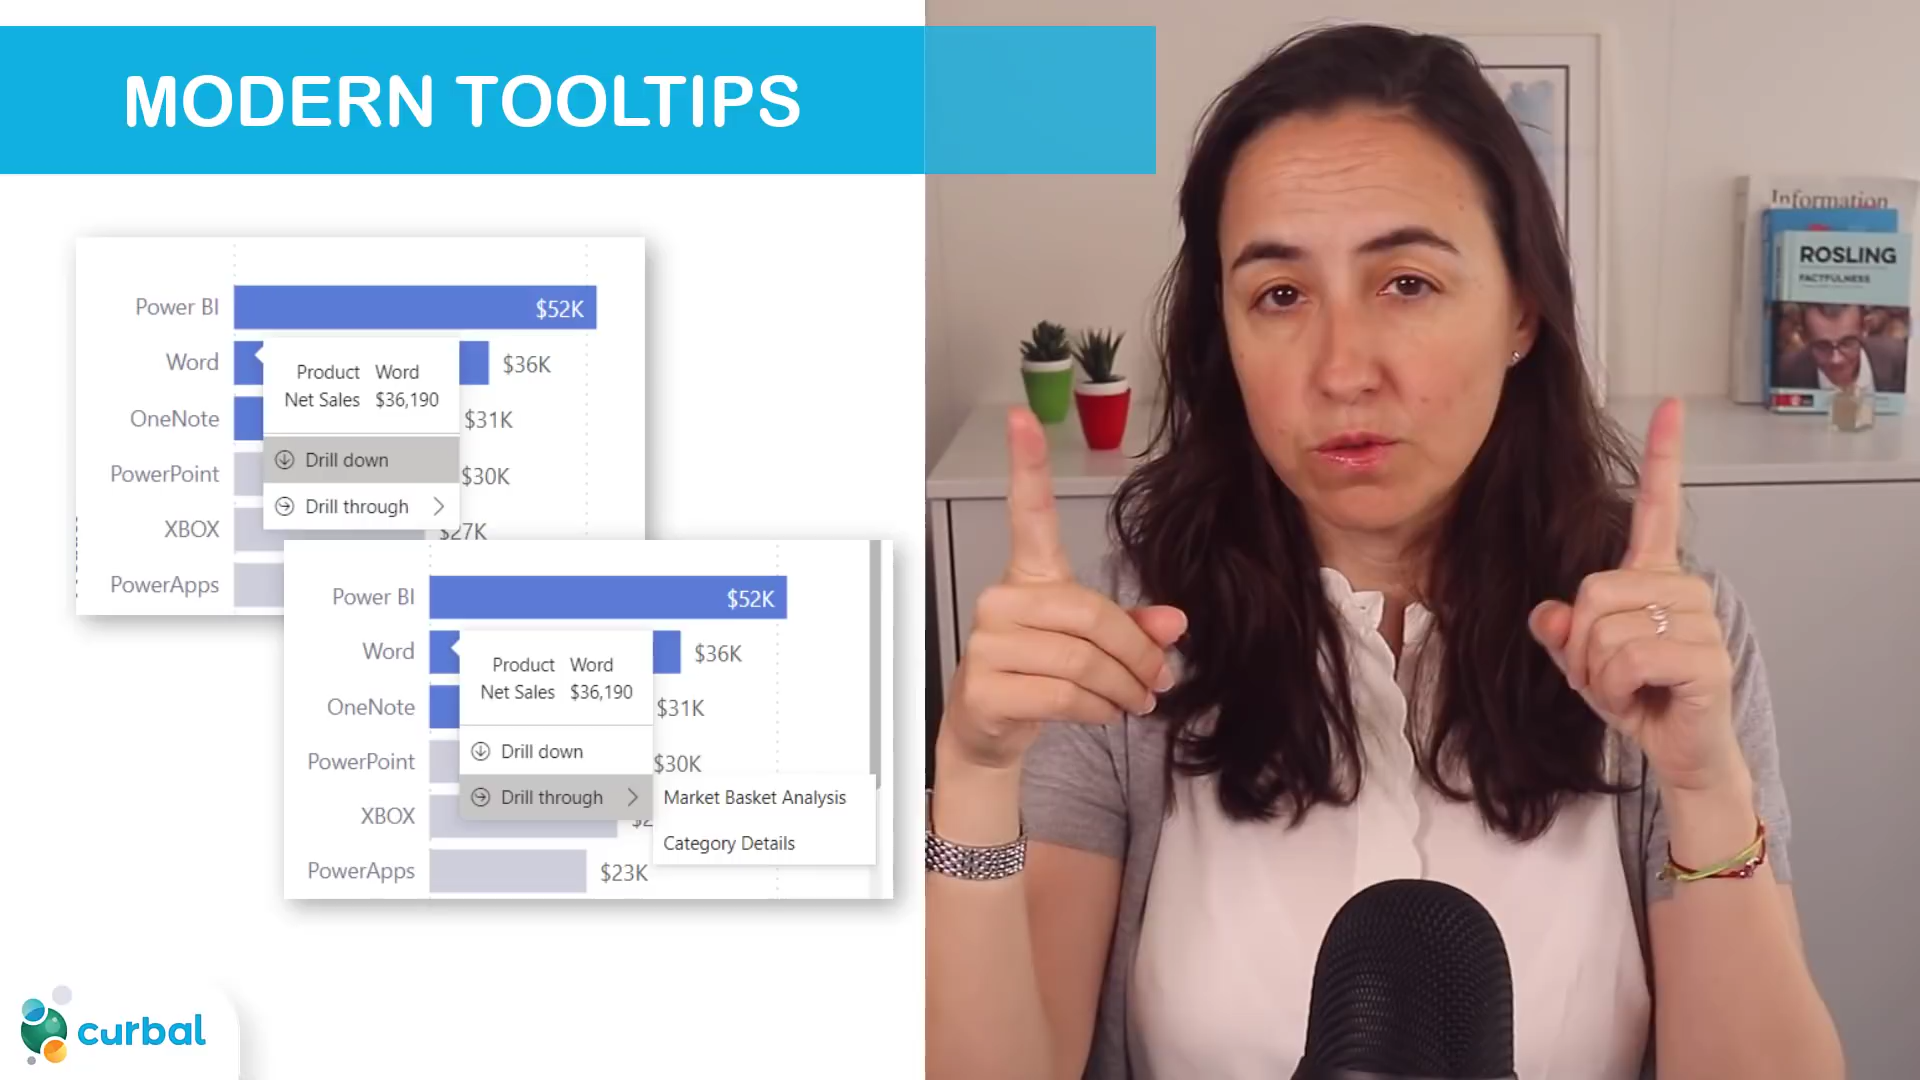 MODERN TOOLTIPS
Power BI $52K
Word $36K
Product Word
Net Sales $36,190
OneNote $31K
Drill down
PowerPoint $30K
Drill through
XBOX $27K
PowerApps
Power BI $52K
Word $36K
Product Word
Net Sales $36,190
OneNote $31K
Drill down
PowerPoint $30K
Drill through
Market Basket Analysis
XBOX
Category Details
PowerApps $23K
curbal
Information
ROSLING
FACTFULNESS